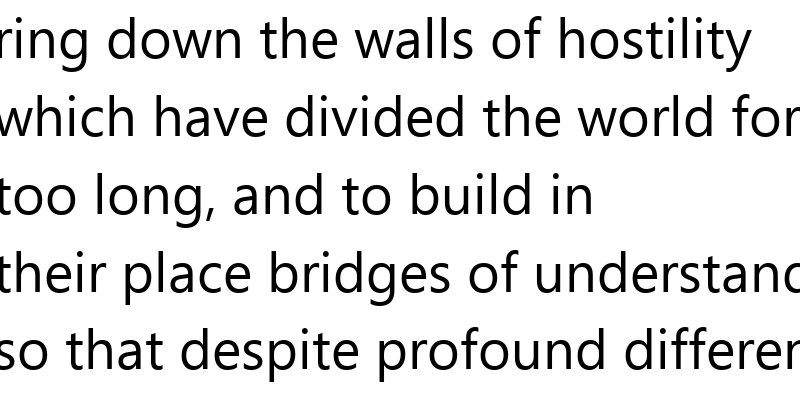 ring down the walls of hostility
which have divided the world for
too long, and to build in
their place bridges of understand
so that despite profound differen